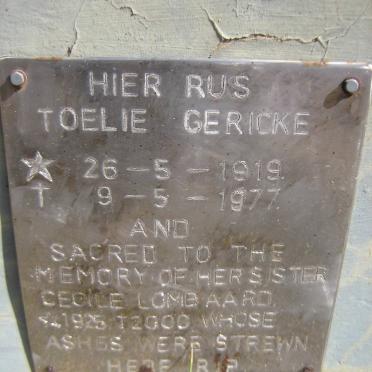 HIER RUS
TOELIE GERICKE
☆ 26-5-1919.
† 9-5-1977.
AND
SACRED TO THE
MEMORY OF HER SISTER
CECILE LOMBAARD.
☆1925 †2000 WHOSE
ASHES WERE STREWN
HERE R.I.P.